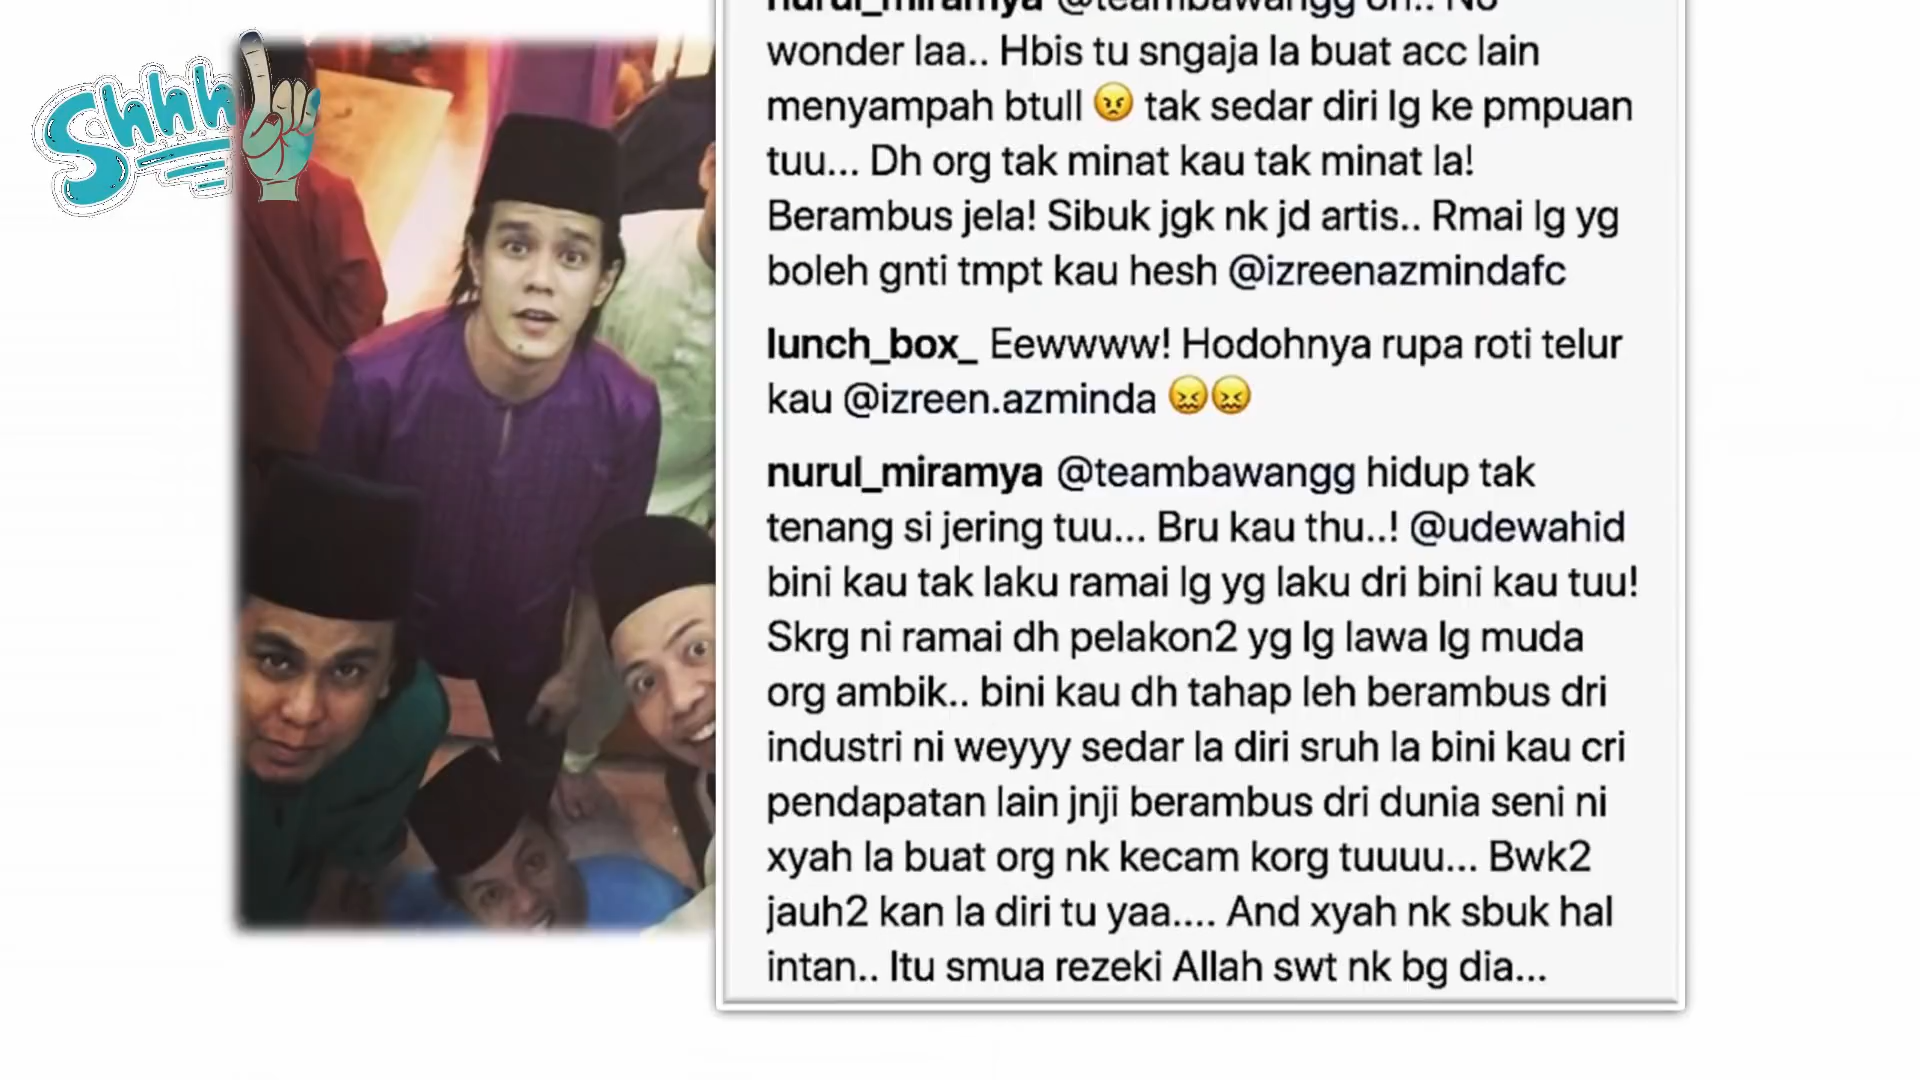 Shhh
nurul_miramya @teambawangg oh.. No
wonder laa.. Hbis tu sngaja la buat acc lain
menyampah btull 😠 tak sedar diri lg ke pmpuan
tuu... Dh org tak minat kau tak minat la!
Berambus jela! Sibuk jgk nk jd artis.. Rmai lg yg
boleh gnti tmpt kau hesh @izreenazmindafc
lunch_box_ Eewwww! Hodohnya rupa roti telur
kau @izreen.azminda 😖😖
nurul_miramya @teambawangg hidup tak
tenang si jering tuu... Bru kau thu..! @udewahid
bini kau tak laku ramai lg yg laku dri bini kau tuu!
Skrg ni ramai dh pelakon2 yg lg lawa lg muda
org ambik.. bini kau dh tahap leh berambus dri
industri ni weyyy sedar la diri sruh la bini kau cri
pendapatan lain jnji berambus dri dunia seni ni
xyah la buat org nk kecam korg tuuuu... Bwk2
jauh2 kan la diri tu yaa.... And xyah nk sbuk hal
intan.. Itu smua rezeki Allah swt nk bg dia...